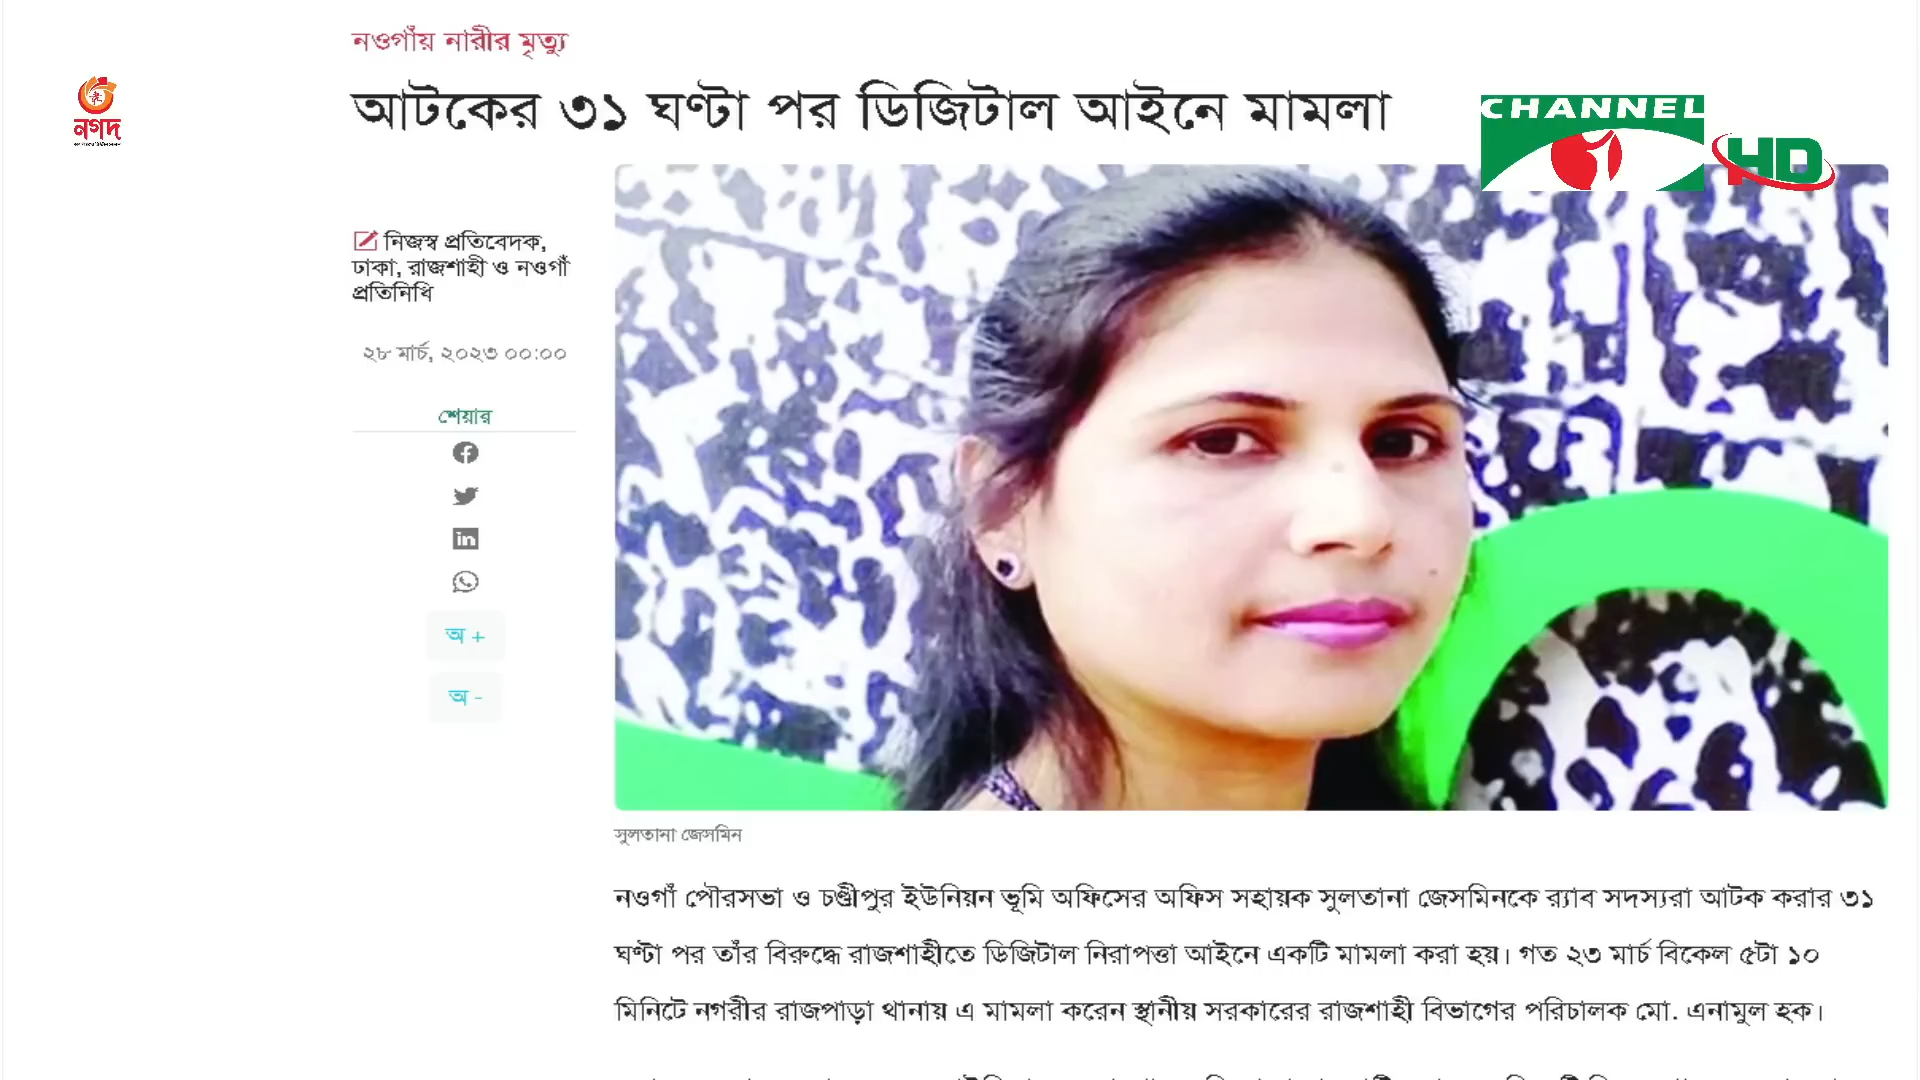 নওগাঁয় নারীর মৃত্যু
আটকের ৩১ ঘণ্টা পর ডিজিটাল আইনে মামলা
নগদ
CHANNEL
i HD
নিজস্ব প্রতিবেদক,
ঢাকা, রাজশাহী ও নওগাঁ
প্রতিনিধি
২৮ মার্চ, ২০২৩ ০০:০০
শেয়ার
অ +
অ -
সুলতানা জেসমিন
নওগাঁ পৌরসভা ও চণ্ডীপুর ইউনিয়ন ভূমি অফিসের অফিস সহায়ক সুলতানা জেসমিনকে র‍্যাব সদস্যরা আটক করার ৩১
ঘণ্টা পর তাঁর বিরুদ্ধে রাজশাহীতে ডিজিটাল নিরাপত্তা আইনে একটি মামলা করা হয়। গত ২৩ মার্চ বিকেল ৫টা ১০
মিনিটে নগরীর রাজপাড়া থানায় এ মামলা করেন স্থানীয় সরকারের রাজশাহী বিভাগের পরিচালক মো. এনামুল হক।